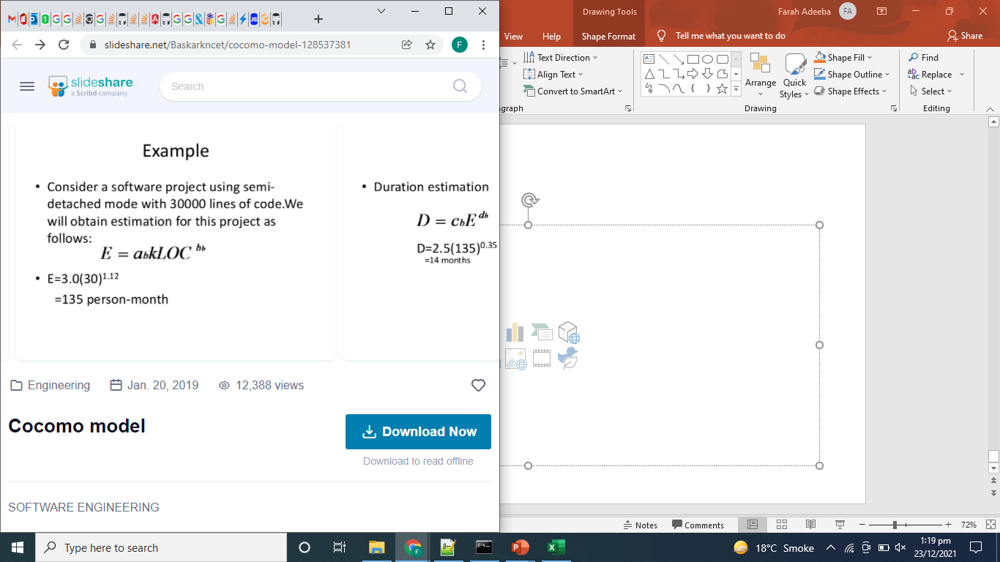 slideshare.net/Baskarkncet/cocomo-model-128537381
F
slideshare
a Scribd company
Search
Example
• Consider a software project using semi-
detached mode with 30000 lines of code.We
will obtain estimation for this project as
follows:
E = abkLOC bb
• E=3.0(30)1.12
=135 person-month
• Duration estimation
D = cbE db
D=2.5(135)0.35
=14 months
Engineering
Jan. 20, 2019
12,388 views
Cocomo model
Download Now
Download to read offline
SOFTWARE ENGINEERING
Drawing Tools
Farah Adeeba
FA
View
Help
Shape Format
Tell me what you want to do
Share
Text Direction
Align Text
Convert to SmartArt
Arrange
Quick
Styles
Shape Fill
Shape Outline
Shape Effects
Find
Replace
Select
graph
Drawing
Editing
Notes
Comments
72%
Type here to search
18°C Smoke
1:19 pm
23/12/2021